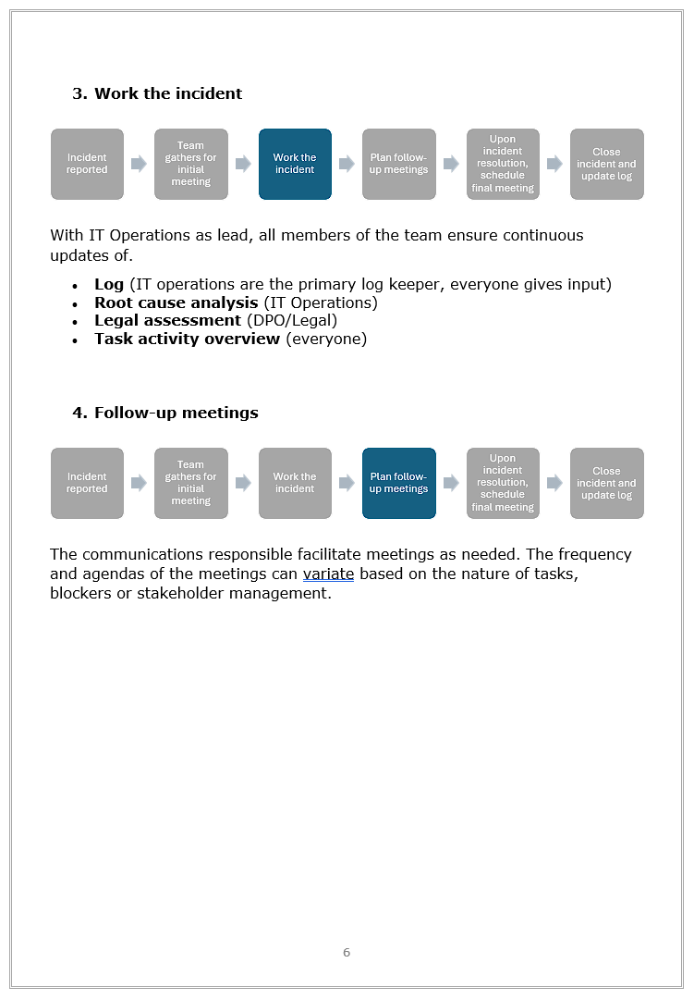 3. Work the incident
Incident
reported
Team
gathers for
initial
meeting
Work the
incident
Plan follow-
up meetings
Upon
incident
resolution,
schedule
final meeting
Close
incident and
update log
With IT Operations as lead, all members of the team ensure continuous
updates of.
• Log (IT operations are the primary log keeper, everyone gives input)
• Root cause analysis (IT Operations)
• Legal assessment (DPO/Legal)
• Task activity overview (everyone)
4. Follow-up meetings
Incident
reported
Team
gathers for
initial
meeting
Work the
incident
Plan follow-
up meetings
Upon
incident
resolution,
schedule
final meeting
Close
incident and
update log
The communications responsible facilitate meetings as needed. The frequency
and agendas of the meetings can variate based on the nature of tasks,
blockers or stakeholder management.
6